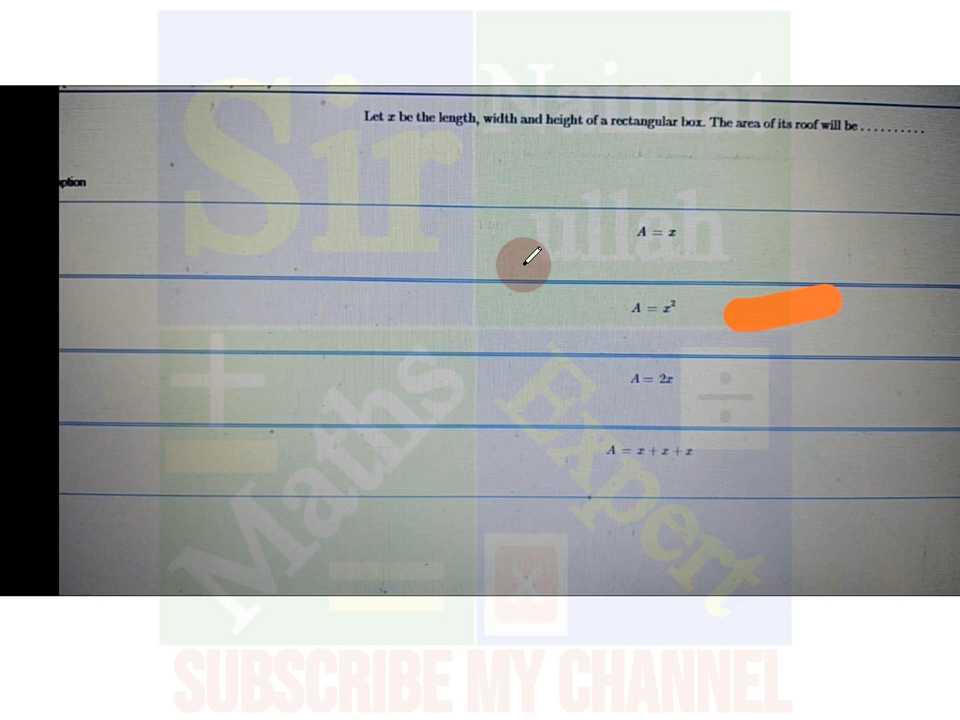 Sir
Najmat
ullah
Let x be the length, width and height of a rectangular box. The area of its roof will be ..........
ption
A = x
A = x²
A = 2x
A = x + x + x
+
÷
Maths
Expert
x
SUBSCRIBE MY CHANNEL